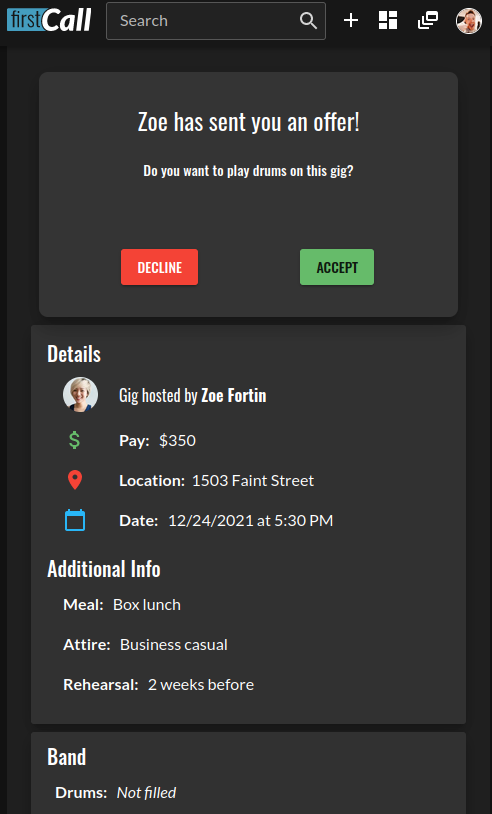 firstCall
Search
Zoe has sent you an offer!
Do you want to play drums on this gig?
DECLINE
ACCEPT
Details
Gig hosted by Zoe Fortin
Pay: $350
Location: 1503 Faint Street
Date: 12/24/2021 at 5:30 PM
Additional Info
Meal: Box lunch
Attire: Business casual
Rehearsal: 2 weeks before
Band
Drums: Not filled